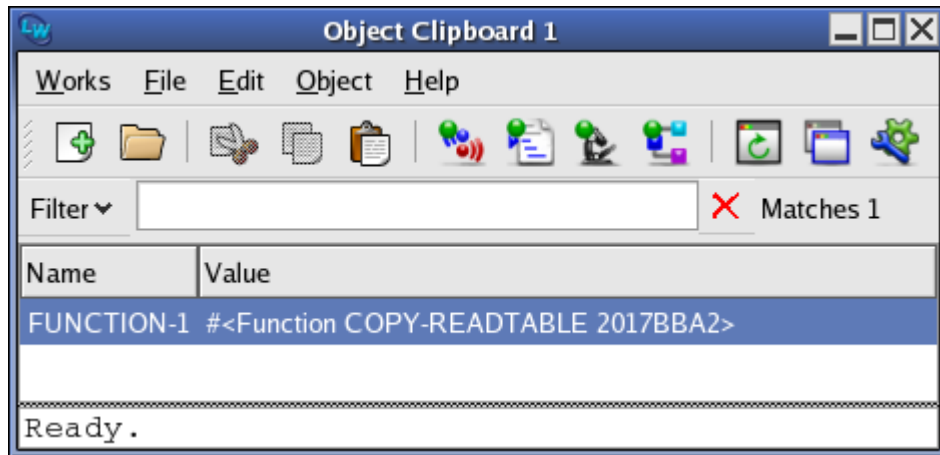 LW Object Clipboard 1
Works File Edit Object Help
Filter Matches 1
Name Value
FUNCTION-1 #<Function COPY-READTABLE 2017BBA2>
Ready.